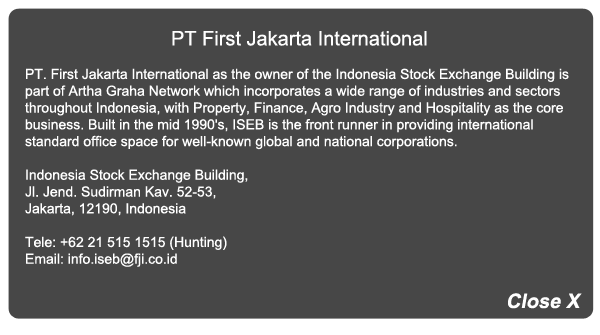 PT First Jakarta International
PT. First Jakarta International as the owner of the Indonesia Stock Exchange Building is
part of Artha Graha Network which incorporates a wide range of industries and sectors
throughout Indonesia, with Property, Finance, Agro Industry and Hospitality as the core
business. Built in the mid 1990's, ISEB is the front runner in providing international
standard office space for well-known global and national corporations.
Indonesia Stock Exchange Building,
Jl. Jend. Sudirman Kav. 52-53,
Jakarta, 12190, Indonesia
Tele: +62 21 515 1515 (Hunting)
Email: info.iseb@fji.co.id
Close X